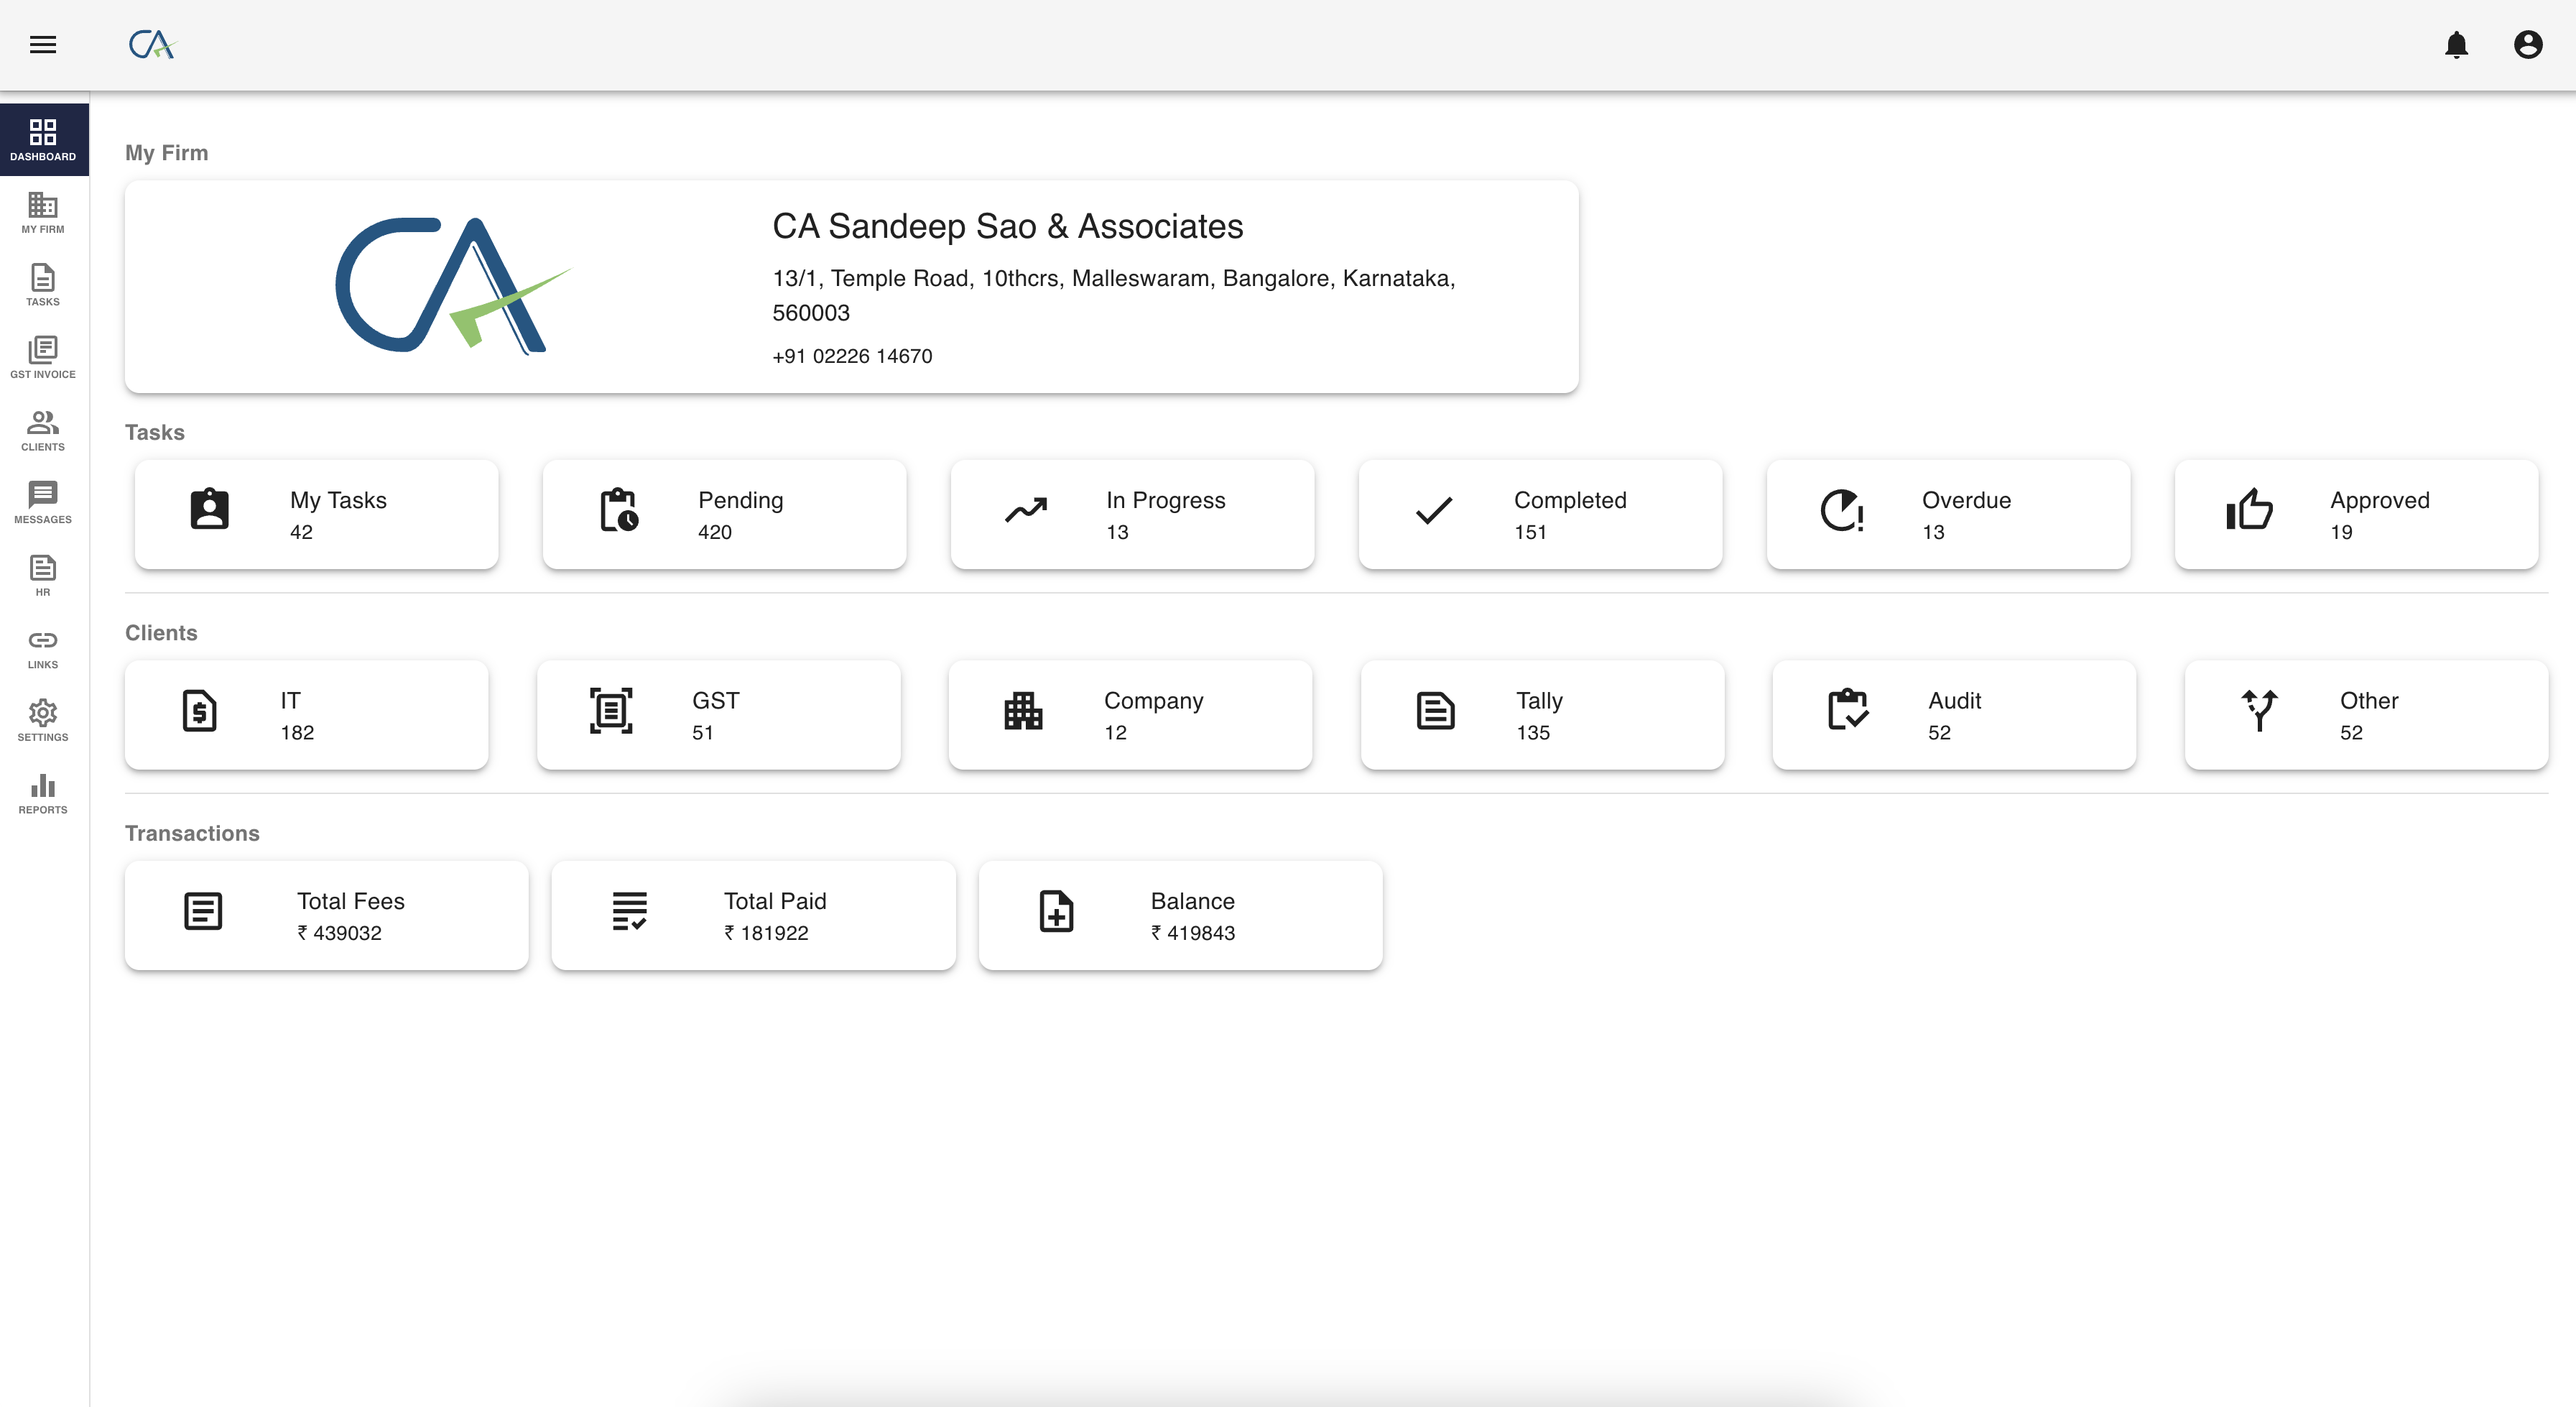 CA
DASHBOARD
MY FIRM
TASKS
GST INVOICE
CLIENTS
MESSAGES
HR
LINKS
SETTINGS
REPORTS
My Firm
CA
CA Sandeep Sao & Associates
13/1, Temple Road, 10thcrs, Malleswaram, Bangalore, Karnataka,
560003
+91 02226 14670
Tasks
My Tasks
42
Pending
420
In Progress
13
Completed
151
Overdue
13
Approved
19
Clients
IT
182
GST
51
Company
12
Tally
135
Audit
52
Other
52
Transactions
Total Fees
₹ 439032
Total Paid
₹ 181922
Balance
₹ 419843